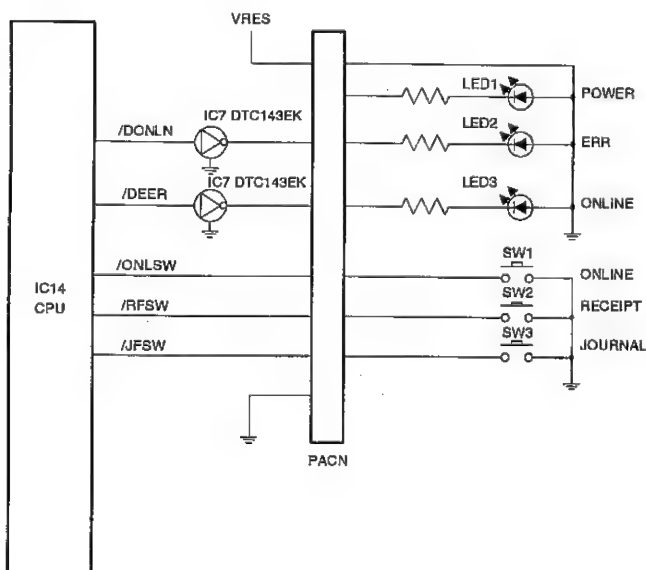 VRES
LED1
POWER
IC7 DTC143EK
/DONLN
LED2
ERR
IC7 DTC143EK
/DEER
LED3
ONLINE
SW1
/ONLSW
ONLINE
IC14
CPU
SW2
/RFSW
RECEIPT
SW3
/JFSW
JOURNAL
PACN